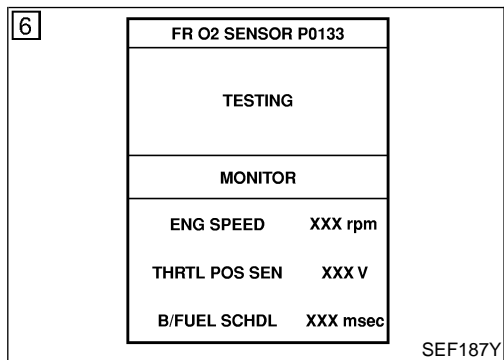 6
FR O2 SENSOR P0133
TESTING
MONITOR
ENG SPEED XXX rpm
THRTL POS SEN XXX V
B/FUEL SCHDL XXX msec
SEF187Y